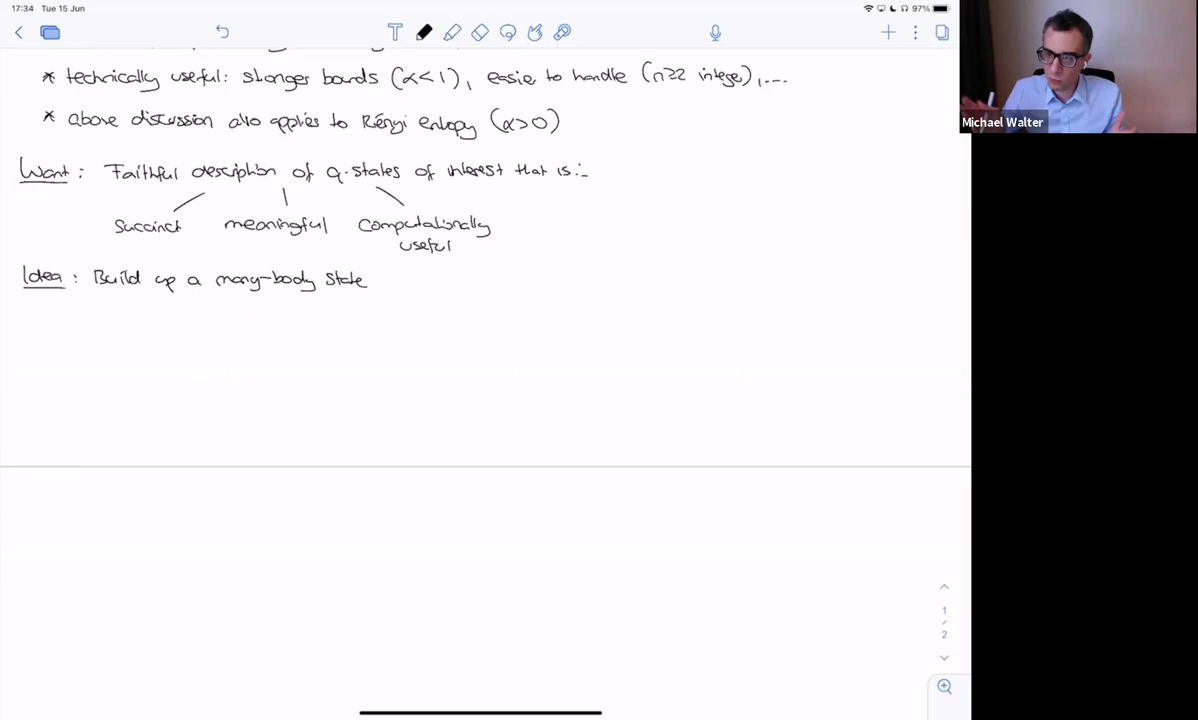 17:34 Tue 15 Jun
97%
* technically useful: stronger bounds (α<1), easier to handle (n≥2 integer),...
* above discussion also applies to Rényi entropy (α>0)
Want: Faithful description of q. states of interest that is:
Succinct meaningful Computationally
useful
Idea: Build up a many-body state
Michael Walter
1
/
2